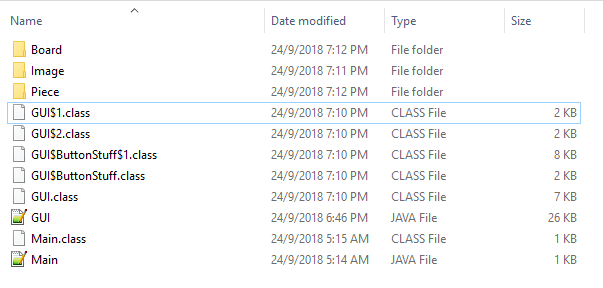 Name Date modified Type Size
Board 24/9/2018 7:12 PM File folder
Image 24/9/2018 7:11 PM File folder
Piece 24/9/2018 7:12 PM File folder
GUI$1.class 24/9/2018 7:10 PM CLASS File 2 KB
GUI$2.class 24/9/2018 7:10 PM CLASS File 2 KB
GUI$ButtonStuff$1.class 24/9/2018 7:10 PM CLASS File 8 KB
GUI$ButtonStuff.class 24/9/2018 7:10 PM CLASS File 2 KB
GUI.class 24/9/2018 7:10 PM CLASS File 7 KB
GUI 24/9/2018 6:46 PM JAVA File 26 KB
Main.class 24/9/2018 5:15 AM CLASS File 1 KB
Main 24/9/2018 5:14 AM JAVA File 1 KB